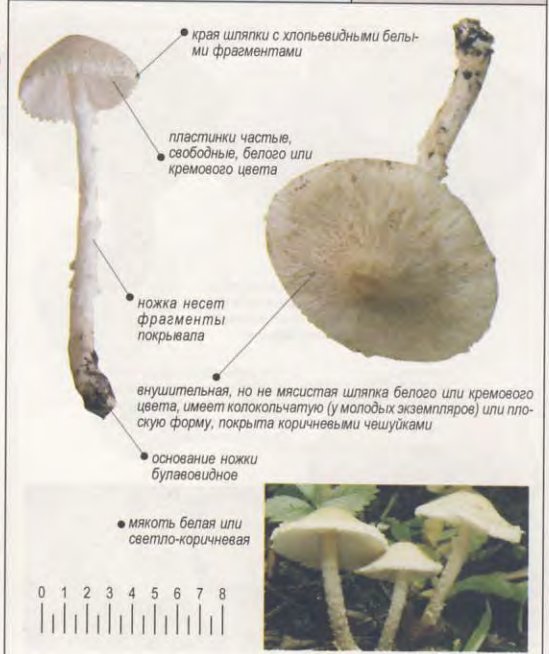 края шляпки с хлопьевидными белы-
ми фрагментами
пластинки частые,
свободные, белого или
кремового цвета
ножка несет
фрагменты
покрывала
внушительная, но не мясистая шляпка белого или кремового
цвета, имеет колокольчатую (у молодых экземпляров) или пло-
скую форму, покрыта коричневыми чешуйками
основание ножки
булавовидное
мякоть белая или
светло-коричневая
0 1 2 3 4 5 6 7 8